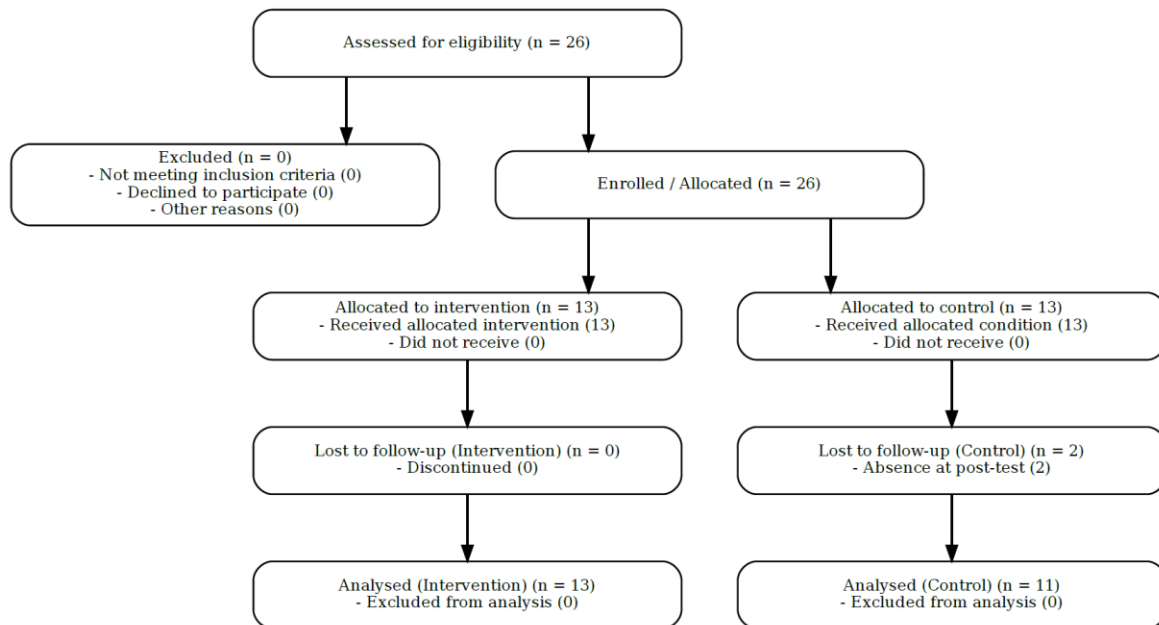 Assessed for eligibility (n = 26)
Excluded (n = 0)
- Not meeting inclusion criteria (0)
- Declined to participate (0)
- Other reasons (0)
Enrolled / Allocated (n = 26)
Allocated to intervention (n = 13)
- Received allocated intervention (13)
- Did not receive (0)
Allocated to control (n = 13)
- Received allocated condition (13)
- Did not receive (0)
Lost to follow-up (Intervention) (n = 0)
- Discontinued (0)
Lost to follow-up (Control) (n = 2)
- Absence at post-test (2)
Analysed (Intervention) (n = 13)
- Excluded from analysis (0)
Analysed (Control) (n = 11)
- Excluded from analysis (0)